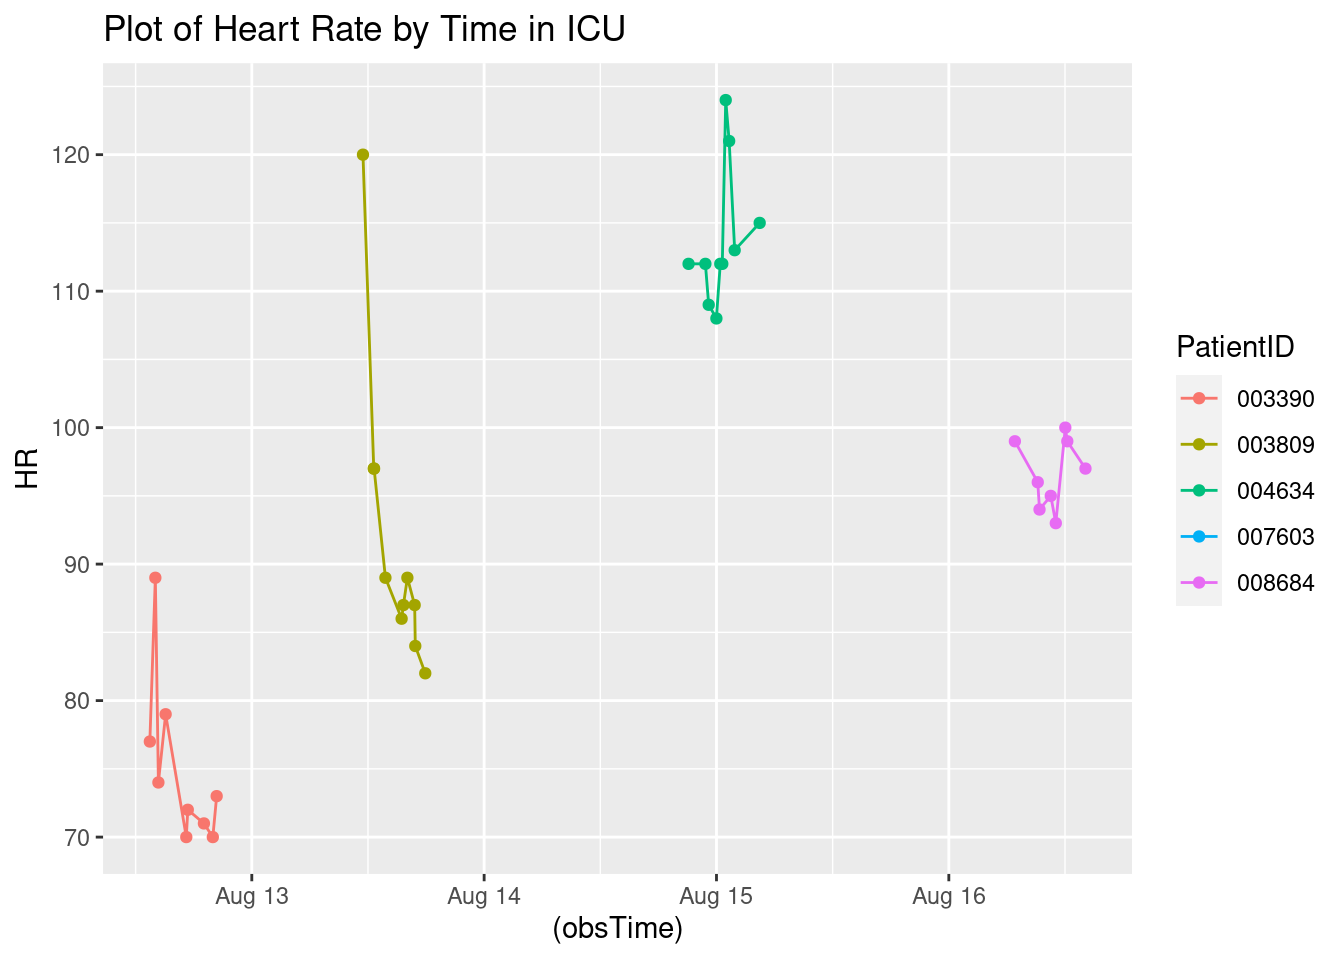 Plot of Heart Rate by Time in ICU
120
110
100
90
80
70
HR
Aug 13
Aug 14
Aug 15
Aug 16
(obsTime)
PatientID
003390
003809
004634
007603
008684